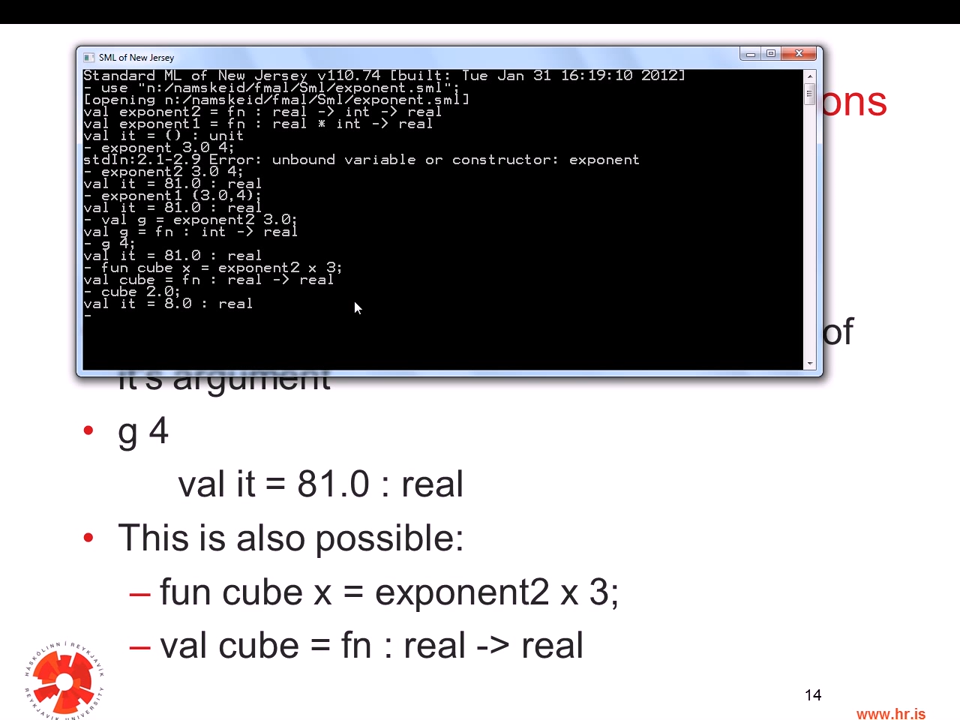 SML of New Jersey
Standard ML of New Jersey v110.74 [built: Tue Jan 31 16:19:10 2012]
- use "n:/namskeid/fmal/Sml/exponent.sml";
[opening n:/namskeid/fmal/Sml/exponent.sml]
val exponent2 = fn : real -> int -> real
val exponent1 = fn : real * int -> real
val it = () : unit
- exponent 3.0 4;
stdIn:2.1-2.9 Error: unbound variable or constructor: exponent
- exponent2 3.0 4;
val it = 81.0 : real
- exponent1 (3.0,4);
val it = 81.0 : real
- val g = exponent2 3.0;
val g = fn : int -> real
- g 4;
val it = 81.0 : real
- fun cube x = exponent2 x 3;
val cube = fn : real -> real
- cube 2.0;
val it = 8.0 : real
-
ons
of
it's argument
• g 4
val it = 81.0 : real
• This is also possible:
– fun cube x = exponent2 x 3;
– val cube = fn : real -> real
HÁSKÓLINN Í REYKJAVÍK
REYKJAVIK UNIVERSITY
14
www.hr.is